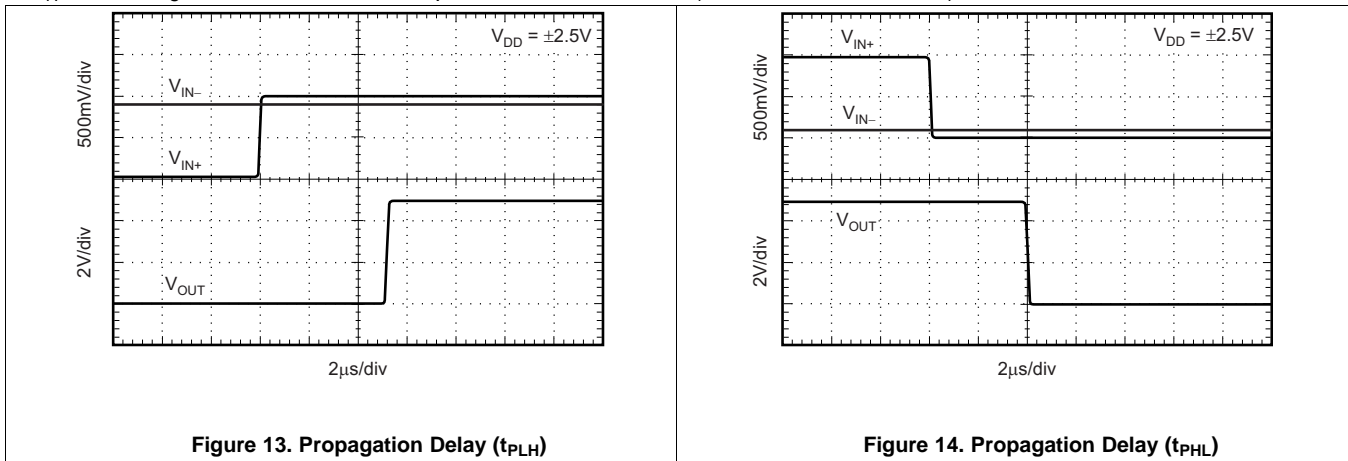 V_DD = ±2.5V
500mV/div
V_IN−
V_IN+
2V/div
V_OUT
2µs/div
Figure 13. Propagation Delay (t_PLH)
V_DD = ±2.5V
500mV/div
V_IN+
V_IN−
2V/div
V_OUT
2µs/div
Figure 14. Propagation Delay (t_PHL)